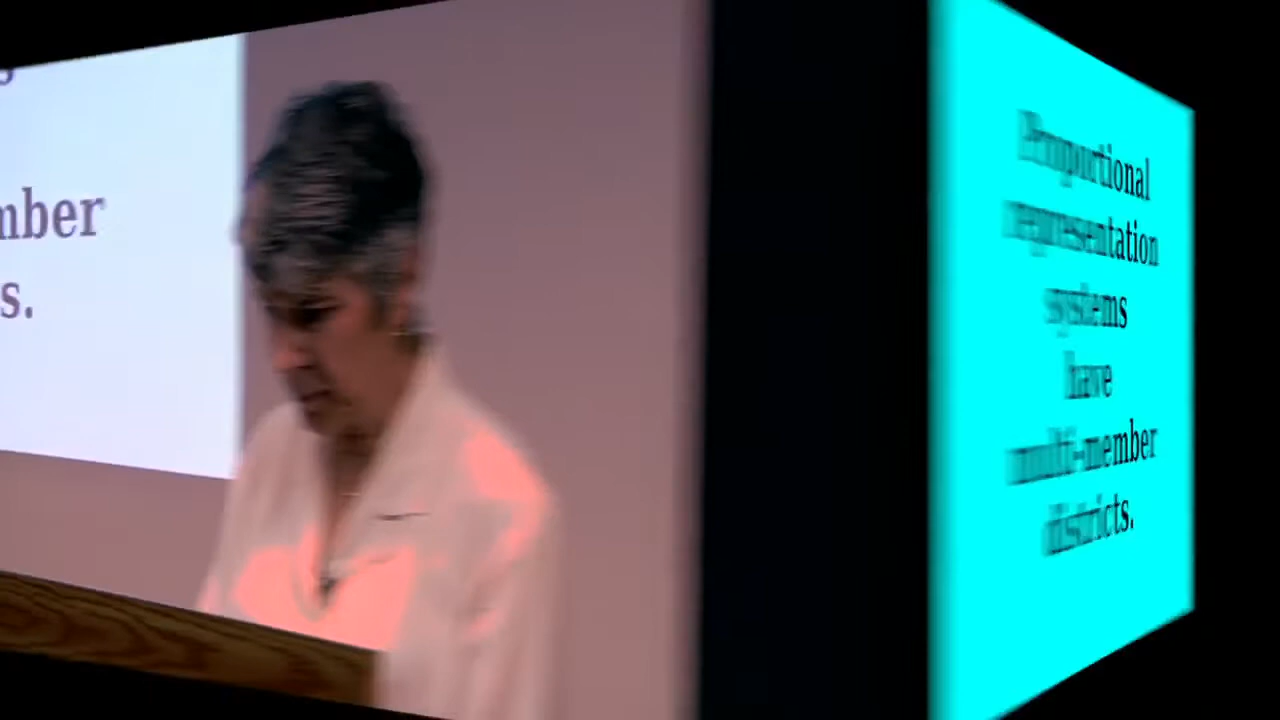 mber
s.
Proportional
representation
systems
have
multi-member
districts.